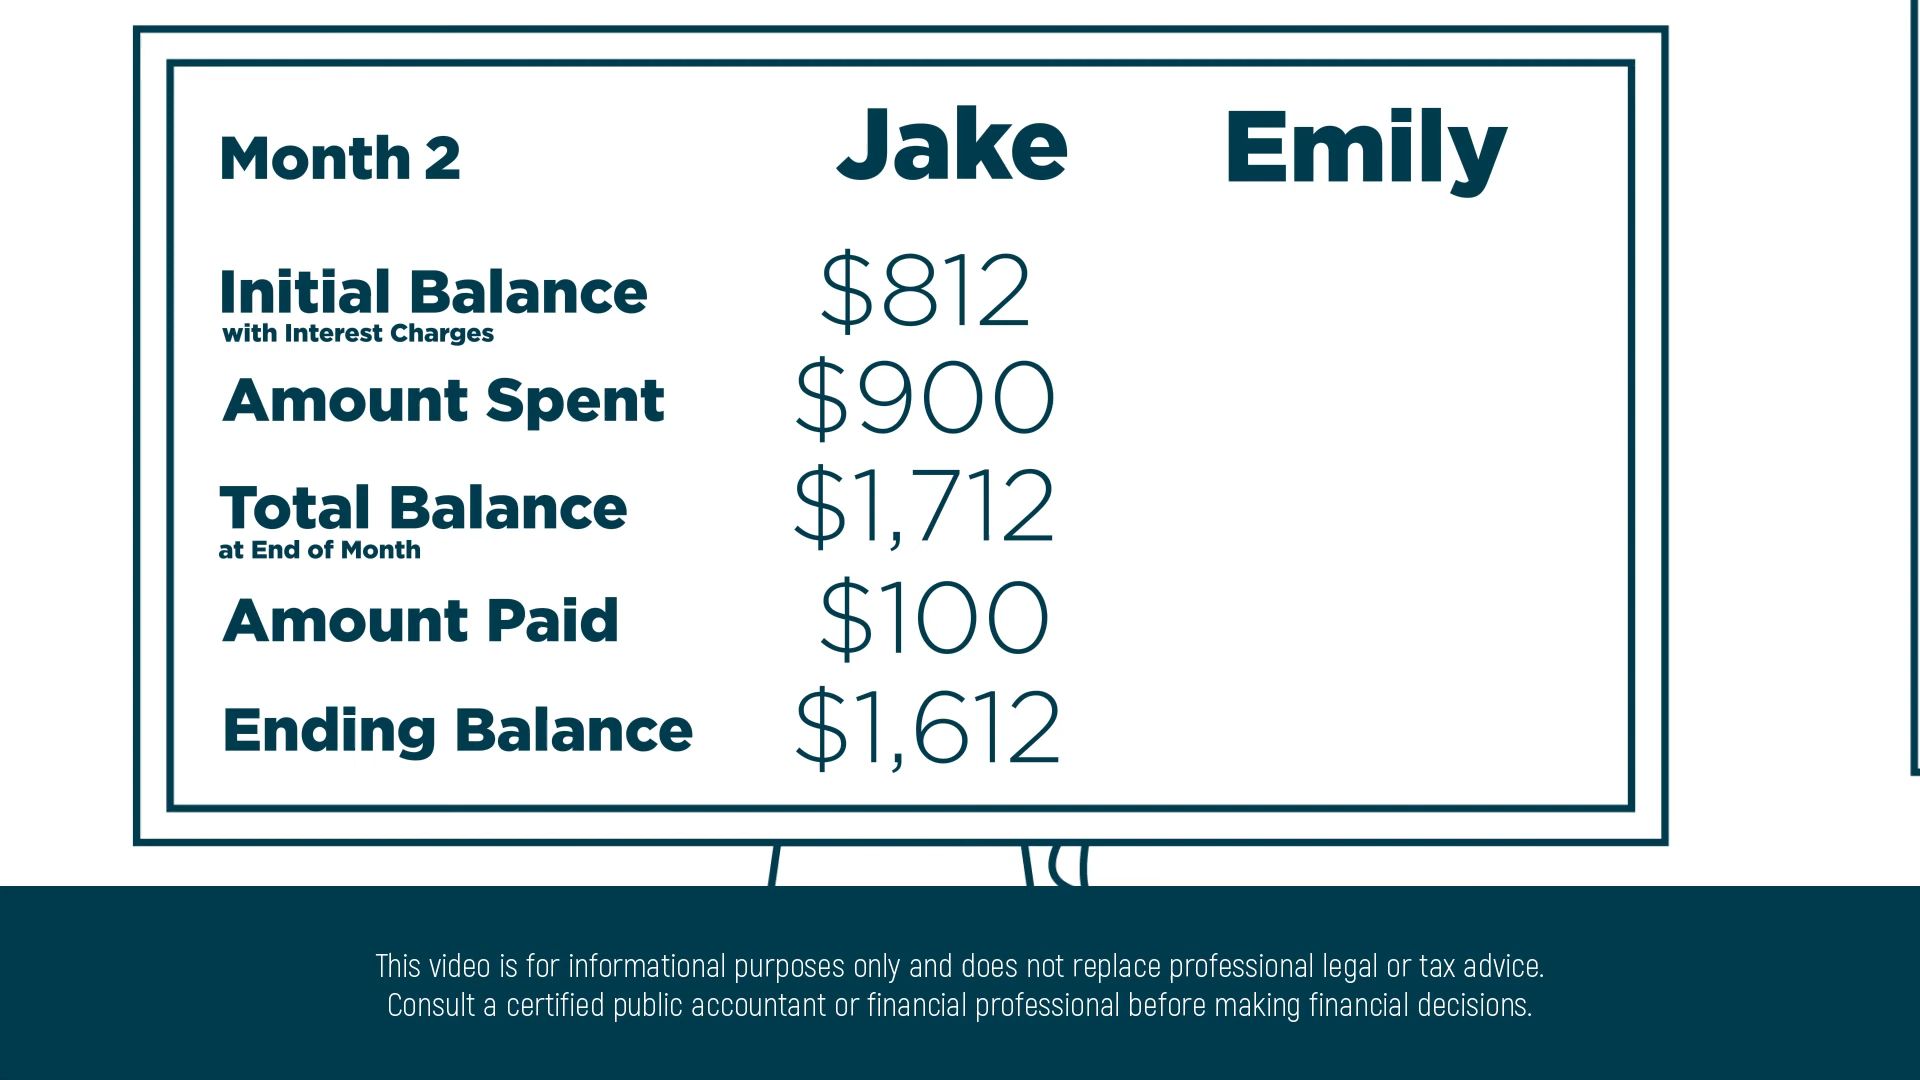 Month 2 Jake Emily
Initial Balance $812
with Interest Charges
Amount Spent $900
Total Balance $1,712
at End of Month
Amount Paid $100
Ending Balance $1,612
This video is for informational purposes only and does not replace professional legal or tax advice.
Consult a certified public accountant or financial professional before making financial decisions.